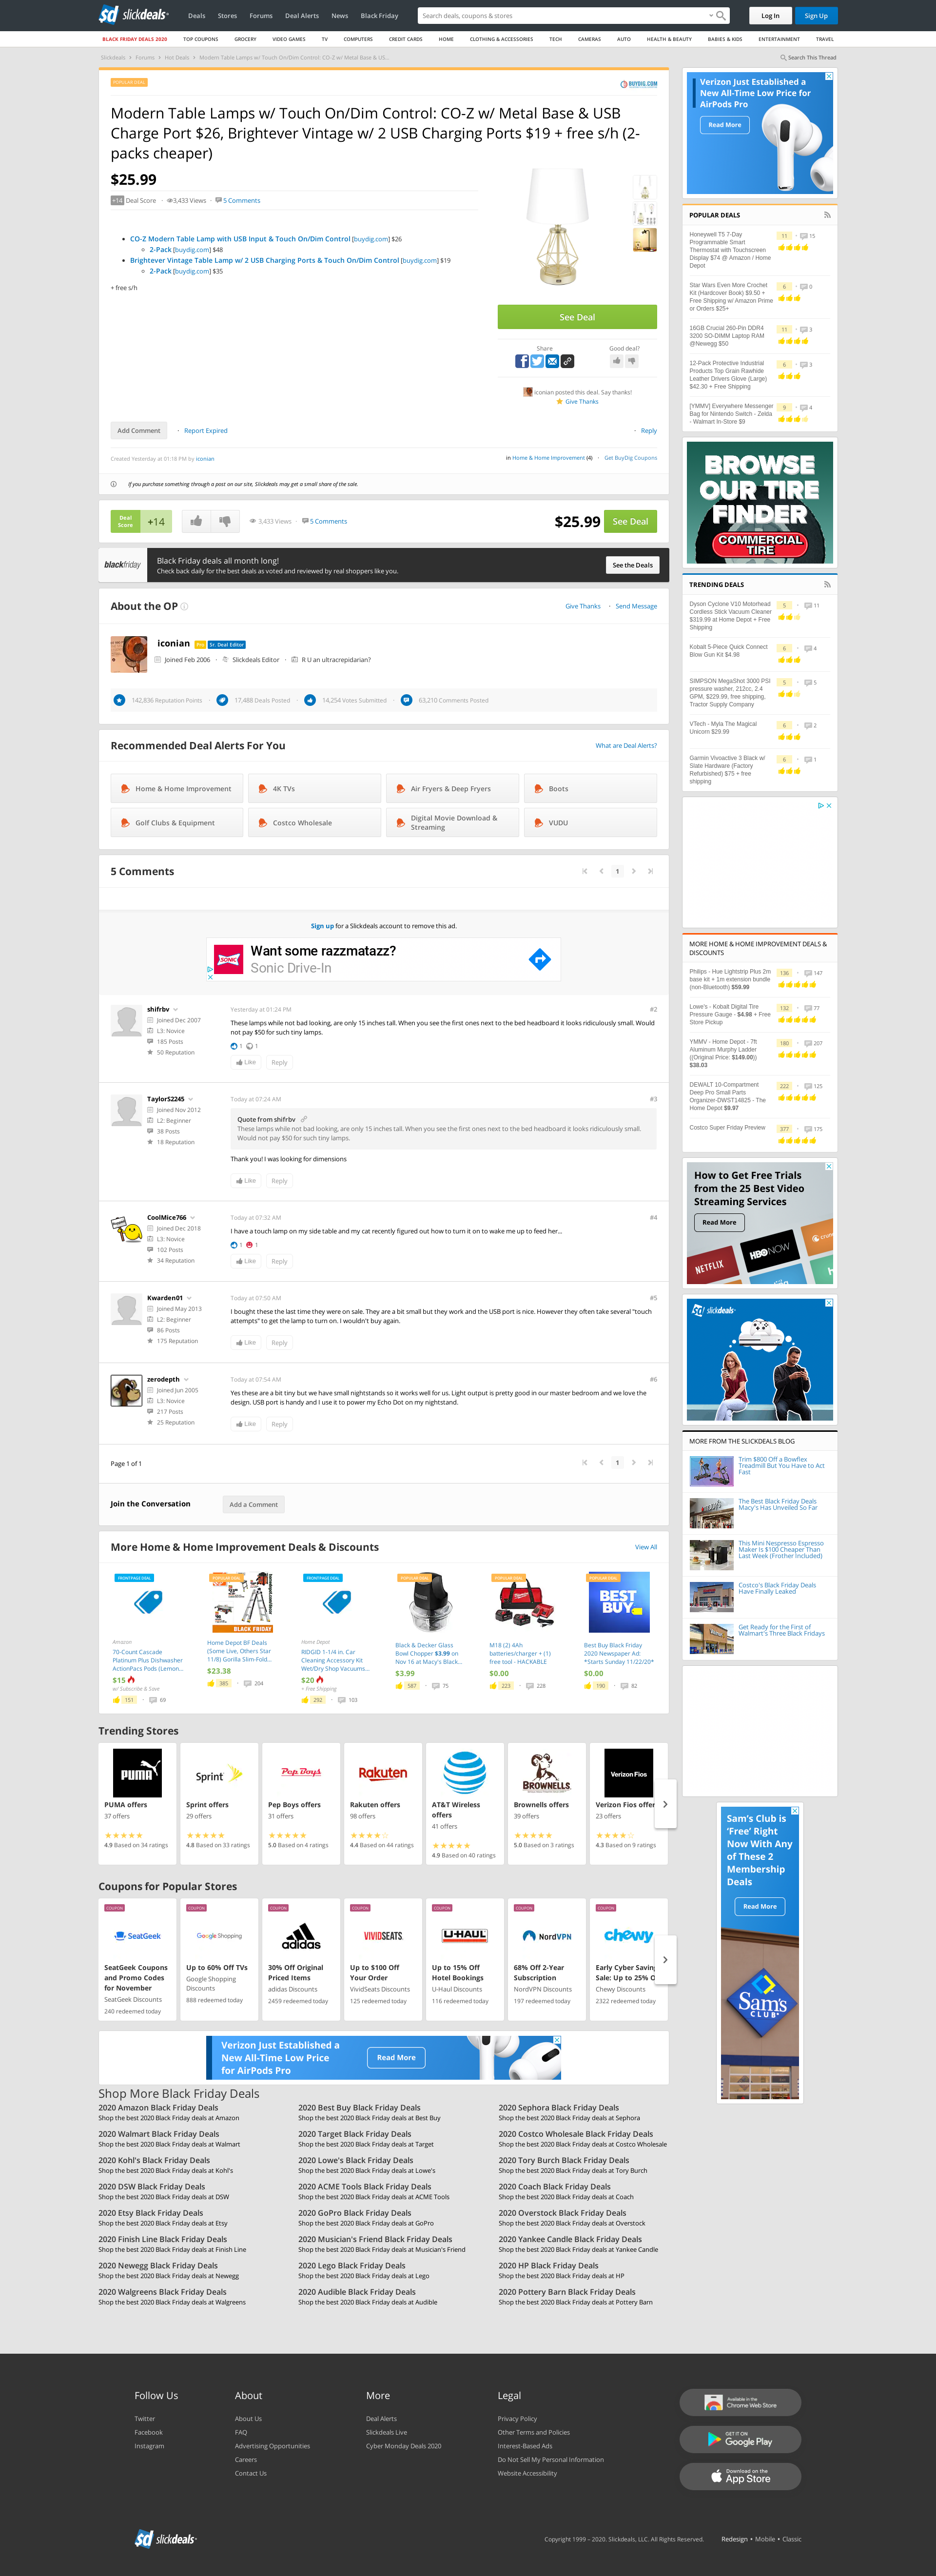 slickdeals
Deals
Stores
Forums
Deal Alerts
News
Black Friday
Search deals, coupons & stores
Log In
Sign Up
BLACK FRIDAY DEALS 2020
TOP COUPONS
GROCERY
VIDEO GAMES
TV
COMPUTERS
CREDIT CARDS
HOME
CLOTHING & ACCESSORIES
TECH
CAMERAS
AUTO
HEALTH & BEAUTY
BABIES & KIDS
ENTERTAINMENT
TRAVEL
Slickdeals
Forums
Hot Deals
Modern Table Lamps w/ Touch On/Dim Control: CO-Z w/ Metal Base & US...
Search This Thread
POPULAR DEAL
BUYDIG.COM
Modern Table Lamps w/ Touch On/Dim Control: CO-Z w/ Metal Base & USB
Charge Port $26, Brightever Vintage w/ 2 USB Charging Ports $19 + free s/h (2-
packs cheaper)
$25.99
+14 Deal Score
3,433 Views
5 Comments
CO-Z Modern Table Lamp with USB Input & Touch On/Dim Control [buydig.com] $26
2-Pack [buydig.com] $48
Brightever Vintage Table Lamp w/ 2 USB Charging Ports & Touch On/Dim Control [buydig.com] $19
2-Pack [buydig.com] $35
+ free s/h
See Deal
Share
Good deal?
iconian posted this deal. Say thanks!
Give Thanks
Add Comment
Report Expired
Reply
Created Yesterday at 01:18 PM by iconian
in Home & Home Improvement (4)
Get BuyDig Coupons
If you purchase something through a post on our site, Slickdeals may get a small share of the sale.
Deal Score
+14
3,433 Views
5 Comments
$25.99
See Deal
blackfriday
Black Friday deals all month long!
Check back daily for the best deals as voted and reviewed by real shoppers like you.
See the Deals
About the OP
Give Thanks
Send Message
iconian
Pro
Sr. Deal Editor
Joined Feb 2006
Slickdeals Editor
R U an ultracrepidarian?
142,836 Reputation Points
17,488 Deals Posted
14,254 Votes Submitted
63,210 Comments Posted
Recommended Deal Alerts For You
What are Deal Alerts?
Home & Home Improvement
4K TVs
Air Fryers & Deep Fryers
Boots
Golf Clubs & Equipment
Costco Wholesale
Digital Movie Download & Streaming
VUDU
5 Comments
1
Sign up for a Slickdeals account to remove this ad.
SONIC
Want some razzmatazz?
Sonic Drive-In
shifrbv
Joined Dec 2007
L3: Novice
185 Posts
50 Reputation
Yesterday at 01:24 PM
#2
These lamps while not bad looking, are only 15 inches tall. When you see the first ones next to the bed headboard it looks ridiculously small. Would
not pay $50 for such tiny lamps.
1
1
Like
Reply
TaylorS2245
Joined Nov 2012
L2: Beginner
38 Posts
18 Reputation
Today at 07:24 AM
#3
Quote from shifrbv
These lamps while not bad looking, are only 15 inches tall. When you see the first ones next to the bed headboard it looks ridiculously small.
Would not pay $50 for such tiny lamps.
Thank you! I was looking for dimensions
Like
Reply
CoolMice766
Joined Dec 2018
L3: Novice
102 Posts
34 Reputation
Today at 07:32 AM
#4
I have a touch lamp on my side table and my cat recently figured out how to turn it on to wake me up to feed her...
1
1
Like
Reply
Kwarden01
Joined May 2013
L2: Beginner
86 Posts
175 Reputation
Today at 07:50 AM
#5
I bought these the last time they were on sale. They are a bit small but they work and the USB port is nice. However they often take several "touch
attempts" to get the lamp to turn on. I wouldn't buy again.
Like
Reply
zerodepth
Joined Jun 2005
L3: Novice
217 Posts
25 Reputation
Today at 07:54 AM
#6
Yes these are a bit tiny but we have small nightstands so it works well for us. Light output is pretty good in our master bedroom and we love the
design. USB port is handy and I use it to power my Echo Dot on my nightstand.
Like
Reply
Page 1 of 1
1
Join the Conversation
Add a Comment
More Home & Home Improvement Deals & Discounts
View All
FRONTPAGE DEAL
Amazon
70-Count Cascade
Platinum Plus Dishwasher
ActionPacs Pods (Lemon...
$15
w/ Subscribe & Save
151
69
POPULAR DEAL
BLACK FRIDAY
Home Depot BF Deals
(Some Live, Others Star
11/8) Gorilla Slim-Fold...
$23.38
385
204
FRONTPAGE DEAL
Home Depot
RIDGID 1-1/4 in. Car
Cleaning Accessory Kit
Wet/Dry Shop Vacuums...
$20
+ Free Shipping
292
103
POPULAR DEAL
Black & Decker Glass
Bowl Chopper $3.99 on
Nov 16 at Macy's Black...
$3.99
587
75
POPULAR DEAL
M18 (2) 4Ah
batteries/charger + (1)
free tool - HACKABLE
$0.00
223
228
POPULAR DEAL
BEST BUY
Best Buy Black Friday
2020 Newspaper Ad:
*Starts Sunday 11/22/20*
$0.00
190
82
Trending Stores
PUMA
PUMA offers
37 offers
4.9 Based on 34 ratings
Sprint
Sprint offers
29 offers
4.8 Based on 33 ratings
Pep Boys
Pep Boys offers
31 offers
5.0 Based on 4 ratings
Rakuten
Rakuten offers
98 offers
4.4 Based on 44 ratings
AT&T Wireless offers
41 offers
4.9 Based on 40 ratings
BROWNELLS
Brownells offers
39 offers
5.0 Based on 3 ratings
Verizon Fios
Verizon Fios offer
23 offers
4.3 Based on 9 ratings
Coupons for Popular Stores
COUPON
SeatGeek
SeatGeek Coupons
and Promo Codes
for November
SeatGeek Discounts
240 redeemed today
COUPON
Google Shopping
Up to 60% Off TVs
Google Shopping
Discounts
888 redeemed today
COUPON
adidas
30% Off Original
Priced Items
adidas Discounts
2459 redeemed today
COUPON
VIVIDSEATS.
Up to $100 Off
Your Order
VividSeats Discounts
125 redeemed today
COUPON
U-HAUL
Up to 15% Off
Hotel Bookings
U-Haul Discounts
116 redeemed today
COUPON
NordVPN
68% Off 2-Year
Subscription
NordVPN Discounts
197 redeemed today
COUPON
chewy
Early Cyber Saving
Sale: Up to 25% O
Chewy Discounts
2322 redeemed today
Verizon Just Established a
New All-Time Low Price
for AirPods Pro
Read More
Shop More Black Friday Deals
2020 Amazon Black Friday Deals
Shop the best 2020 Black Friday deals at Amazon
2020 Best Buy Black Friday Deals
Shop the best 2020 Black Friday deals at Best Buy
2020 Sephora Black Friday Deals
Shop the best 2020 Black Friday deals at Sephora
2020 Walmart Black Friday Deals
Shop the best 2020 Black Friday deals at Walmart
2020 Target Black Friday Deals
Shop the best 2020 Black Friday deals at Target
2020 Costco Wholesale Black Friday Deals
Shop the best 2020 Black Friday deals at Costco Wholesale
2020 Kohl's Black Friday Deals
Shop the best 2020 Black Friday deals at Kohl's
2020 Lowe's Black Friday Deals
Shop the best 2020 Black Friday deals at Lowe's
2020 Tory Burch Black Friday Deals
Shop the best 2020 Black Friday deals at Tory Burch
2020 DSW Black Friday Deals
Shop the best 2020 Black Friday deals at DSW
2020 ACME Tools Black Friday Deals
Shop the best 2020 Black Friday deals at ACME Tools
2020 Coach Black Friday Deals
Shop the best 2020 Black Friday deals at Coach
2020 Etsy Black Friday Deals
Shop the best 2020 Black Friday deals at Etsy
2020 GoPro Black Friday Deals
Shop the best 2020 Black Friday deals at GoPro
2020 Overstock Black Friday Deals
Shop the best 2020 Black Friday deals at Overstock
2020 Finish Line Black Friday Deals
Shop the best 2020 Black Friday deals at Finish Line
2020 Musician's Friend Black Friday Deals
Shop the best 2020 Black Friday deals at Musician's Friend
2020 Yankee Candle Black Friday Deals
Shop the best 2020 Black Friday deals at Yankee Candle
2020 Newegg Black Friday Deals
Shop the best 2020 Black Friday deals at Newegg
2020 Lego Black Friday Deals
Shop the best 2020 Black Friday deals at Lego
2020 HP Black Friday Deals
Shop the best 2020 Black Friday deals at HP
2020 Walgreens Black Friday Deals
Shop the best 2020 Black Friday deals at Walgreens
2020 Audible Black Friday Deals
Shop the best 2020 Black Friday deals at Audible
2020 Pottery Barn Black Friday Deals
Shop the best 2020 Black Friday deals at Pottery Barn
Verizon Just Established a
New All-Time Low Price for
AirPods Pro
Read More
POPULAR DEALS
Honeywell T5 7-Day
Programmable Smart
Thermostat with Touchscreen
Display $74 @ Amazon / Home
Depot
11
15
Star Wars Even More Crochet
Kit (Hardcover Book) $9.50 +
Free Shipping w/ Amazon Prime
or Orders $25+
6
0
16GB Crucial 260-Pin DDR4
3200 SO-DIMM Laptop RAM
@Newegg $50
11
3
12-Pack Protective Industrial
Products Top Grain Rawhide
Leather Drivers Glove (Large)
$42.30 + Free Shipping
6
3
[YMMV] Everywhere Messenger
Bag for Nintendo Switch - Zelda
- Walmart In-Store $9
9
4
BROWSE
OUR TIRE
FINDER
COMMERCIAL
TIRE
TRENDING DEALS
Dyson Cyclone V10 Motorhead
Cordless Stick Vacuum Cleaner
$319.99 at Home Depot + Free
Shipping
5
11
Kobalt 5-Piece Quick Connect
Blow Gun Kit $4.98
6
4
SIMPSON MegaShot 3000 PSI
pressure washer, 212cc, 2.4
GPM, $229.99, free shipping,
Tractor Supply Company
5
5
VTech - Myla The Magical
Unicorn $29.99
6
2
Garmin Vivoactive 3 Black w/
Slate Hardware (Factory
Refurbished) $75 + free
shipping
6
1
MORE HOME & HOME IMPROVEMENT DEALS &
DISCOUNTS
Philips - Hue Lightstrip Plus 2m
base kit + 1m extension bundle
(non-Bluetooth) $59.99
136
147
Lowe's - Kobalt Digital Tire
Pressure Gauge - $4.98 + Free
Store Pickup
132
77
YMMV - Home Depot - 7ft
Aluminum Murphy Ladder
((Original Price: $149.00))
$38.03
180
207
DEWALT 10-Compartment
Deep Pro Small Parts
Organizer-DWST14825 - The
Home Depot $9.97
222
125
Costco Super Friday Preview
377
175
How to Get Free Trials
from the 25 Best Video
Streaming Services
Read More
NETFLIX
HBO NOW
slickdeals
MORE FROM THE SLICKDEALS BLOG
Trim $800 Off a Bowflex
Treadmill But You Have to Act
Fast
The Best Black Friday Deals
Macy's Has Unveiled So Far
This Mini Nespresso Espresso
Maker Is $100 Cheaper Than
Last Week (Frother Included)
Costco's Black Friday Deals
Have Finally Leaked
Get Ready for the First of
Walmart's Three Black Fridays
Sam's Club is
'Free' Right
Now With Any
of These 2
Membership
Deals
Read More
Sam's
CLUB
Follow Us
Twitter
Facebook
Instagram
About
About Us
FAQ
Advertising Opportunities
Careers
Contact Us
More
Deal Alerts
Slickdeals Live
Cyber Monday Deals 2020
Legal
Privacy Policy
Other Terms and Policies
Interest-Based Ads
Do Not Sell My Personal Information
Website Accessibility
Available in the
Chrome Web Store
GET IT ON
Google Play
Download on the
App Store
slickdeals
Copyright 1999 – 2020. Slickdeals, LLC. All Rights Reserved.
Redesign • Mobile • Classic